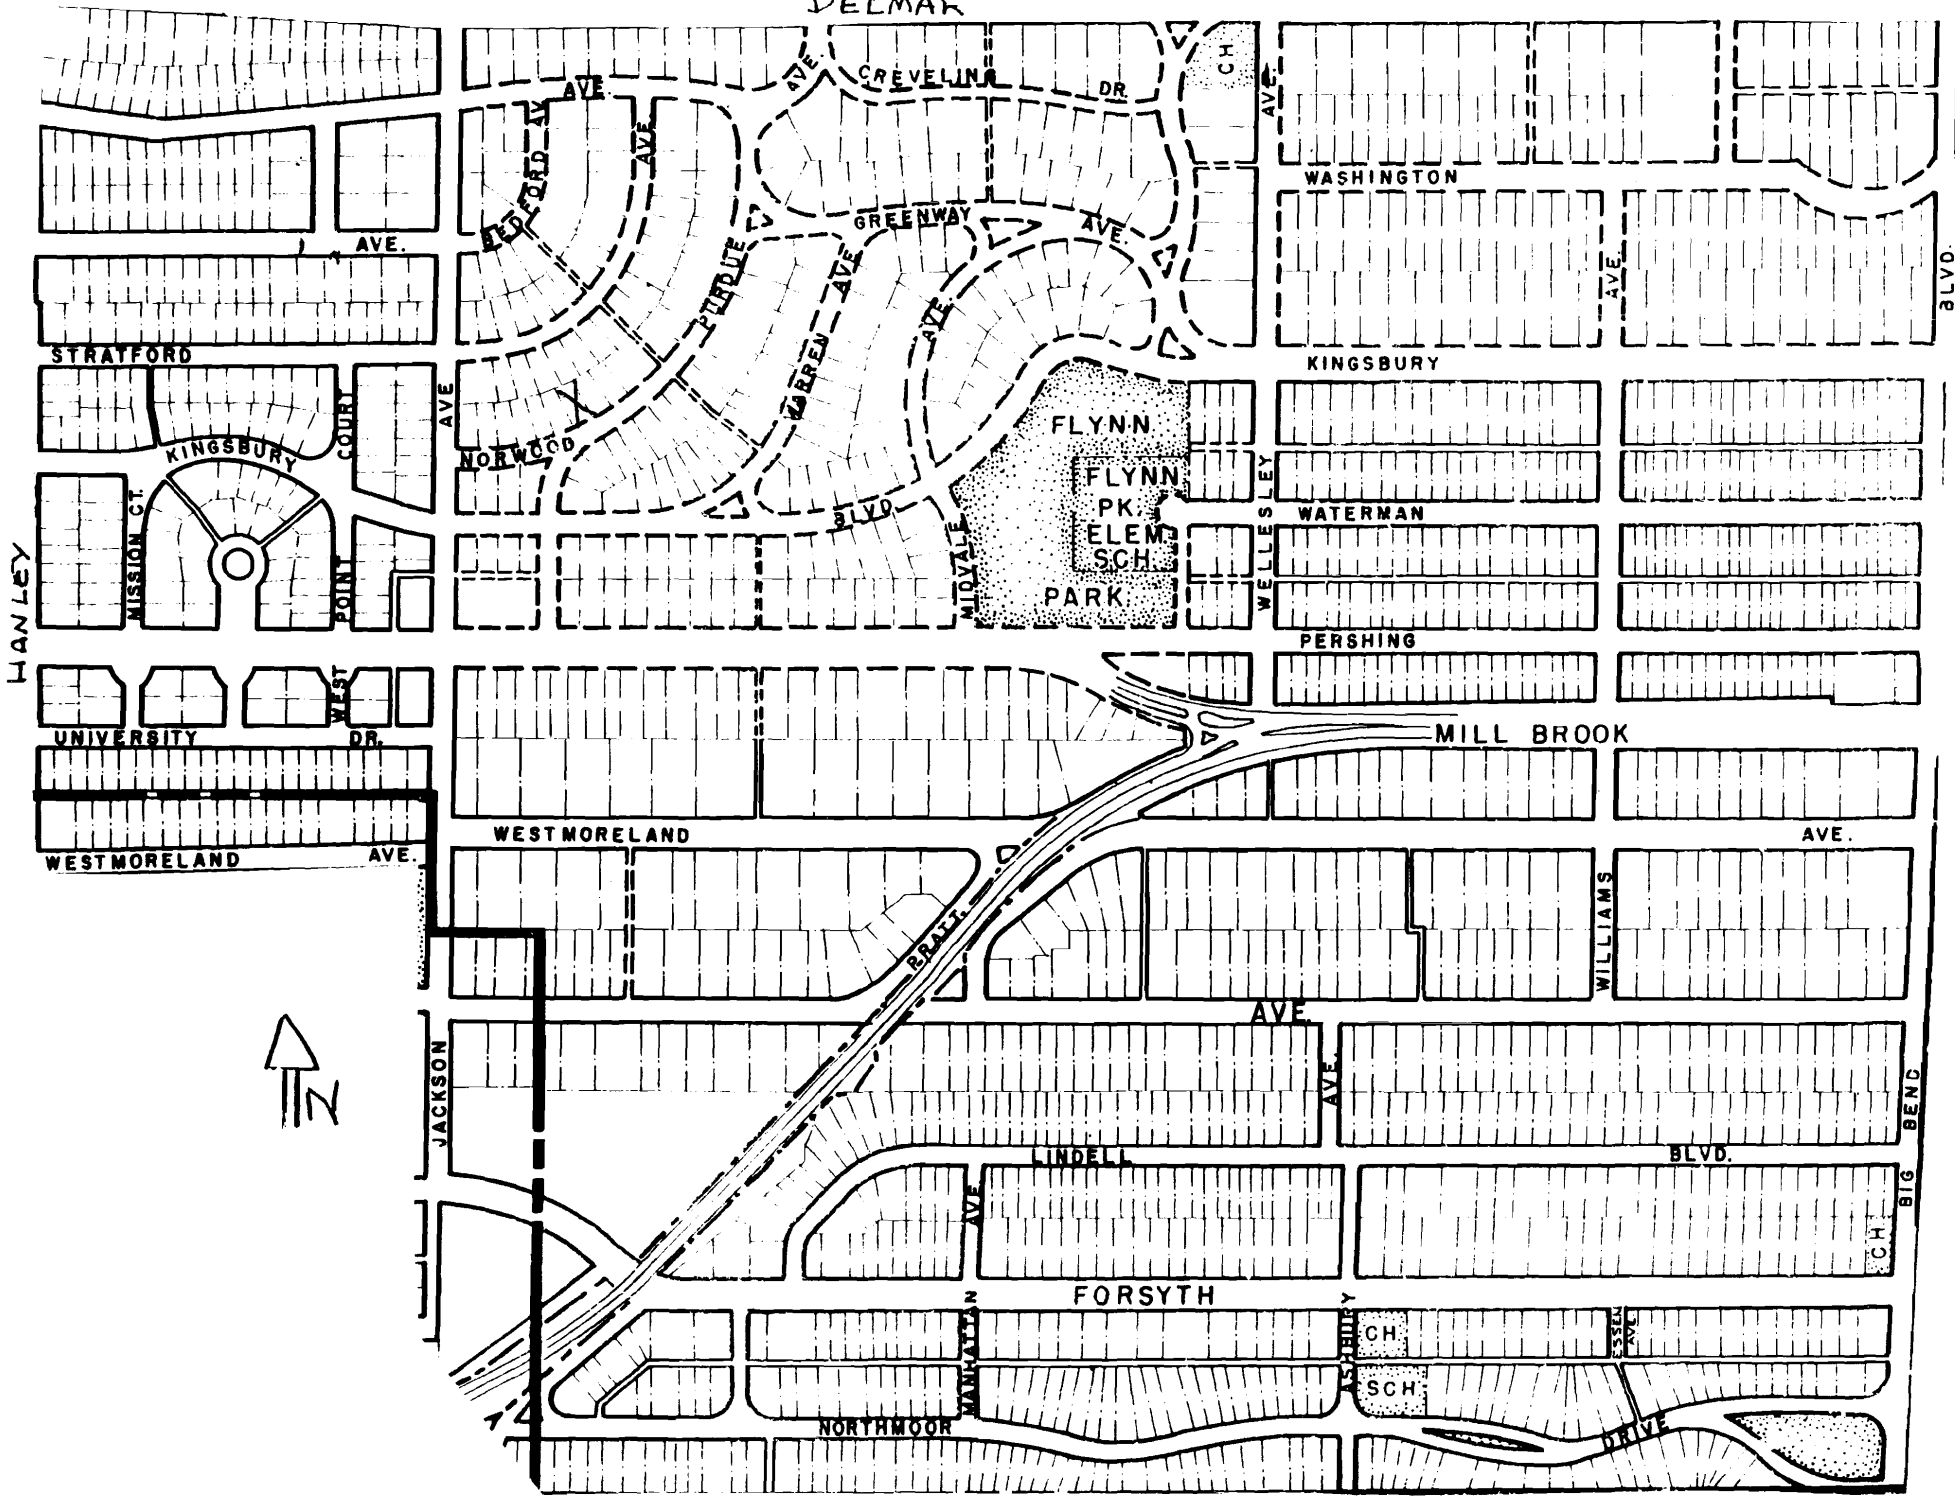 DELMAR
CH
AVE.
CREVELIN
DR.
AVE.
AVE.
BEDFORD AV.
AVE
WASHINGTON
GREENWAY
AVE.
AVE.
PURDUE
AVE
AVE.
BLVD.
STRATFORD
WARREN
AVE.
KINGSBURY
COURT
AVE
FLYNN
KINGSBURY
NORWOOD
FLYNN
PK.
ELEM.
SCH.
WELLESLEY
MISSION CT.
BLVD.
WATERMAN
HANLEY
POINT
MIDVALE
PARK
PERSHING
WEST
UNIVERSITY
DR.
MILL BROOK
WESTMORELAND
AVE.
WESTMORELAND
AVE.
WILLIAMS
PRATT
AVE.
N
JACKSON
AVE.
BIG BEND
LINDELL
BLVD.
AVE
CH
FORSYTH
MANHATTAN
ASHBURY
CH
ESSEX
AVE.
SCH
NORTHMOOR
DRIVE